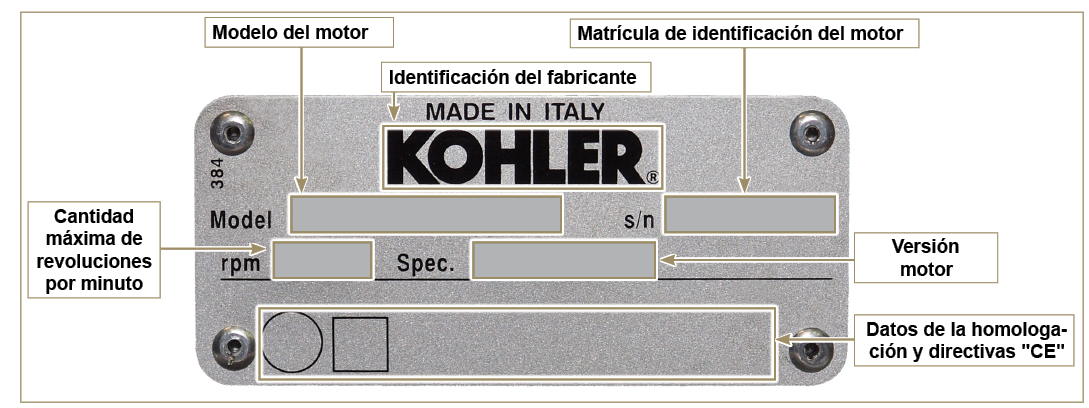 Modelo del motor
Matrícula de identificación del motor
Identificación del fabricante
MADE IN ITALY
KOHLER®
384
Model
s/n
Cantidad
máxima de
revoluciones
por minuto
rpm
Spec.
Versión
motor
Datos de la homologa-
ción y directivas "CE"